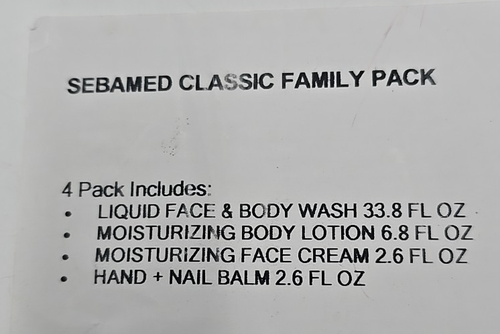 SEBAMED CLASSIC FAMILY PACK
4 Pack Includes:
• LIQUID FACE & BODY WASH 33.8 FL OZ
• MOISTURIZING BODY LOTION 6.8 FL OZ
• MOISTURIZING FACE CREAM 2.6 FL OZ
• HAND + NAIL BALM 2.6 FL OZ